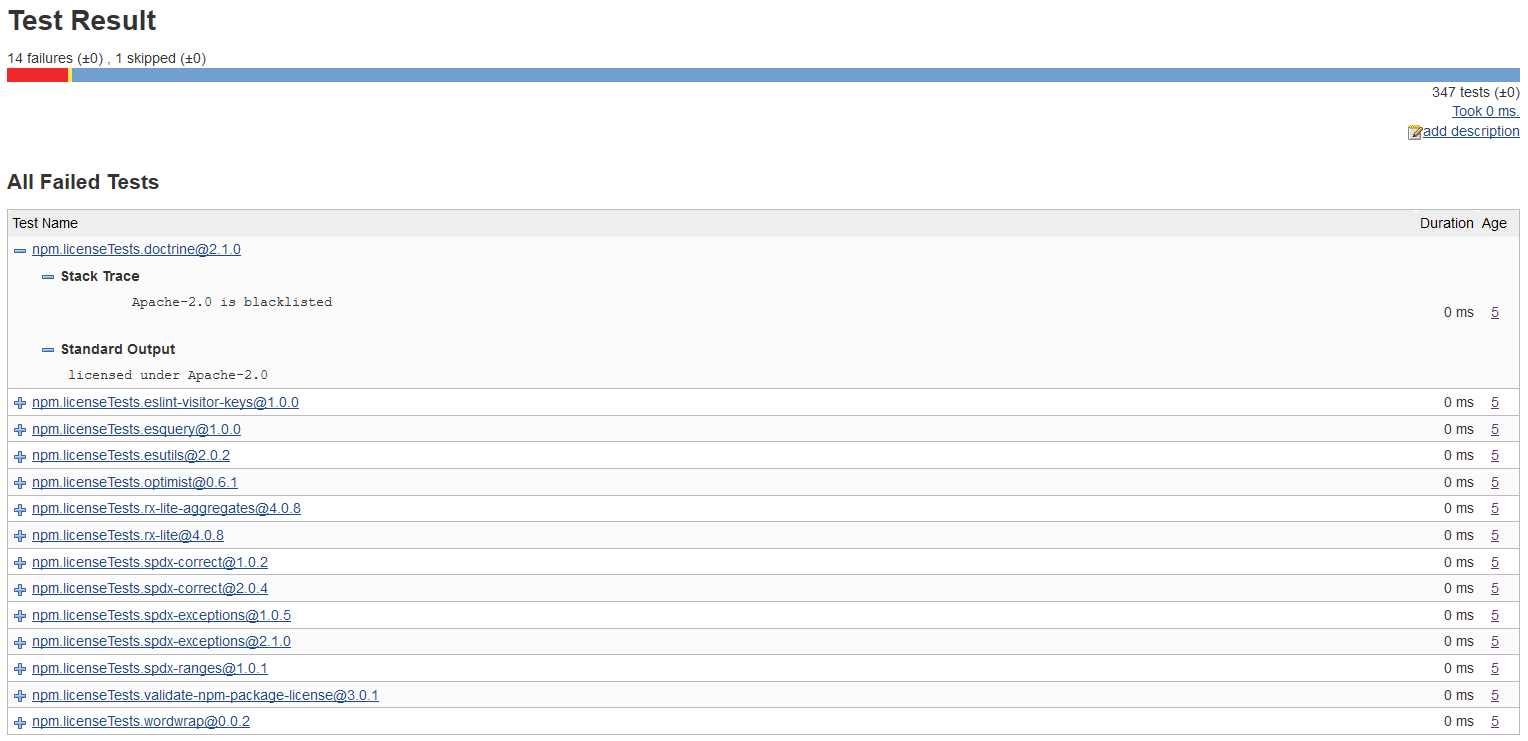 Test Result
14 failures (±0) , 1 skipped (±0)
347 tests (±0)
Took 0 ms.
add description
All Failed Tests
Test Name Duration Age
npm.licenseTests.doctrine@2.1.0
Stack Trace
Apache-2.0 is blacklisted
0 ms 5
Standard Output
licensed under Apache-2.0
npm.licenseTests.eslint-visitor-keys@1.0.0 0 ms 5
npm.licenseTests.esquery@1.0.0 0 ms 5
npm.licenseTests.esutils@2.0.2 0 ms 5
npm.licenseTests.optimist@0.6.1 0 ms 5
npm.licenseTests.rx-lite-aggregates@4.0.8 0 ms 5
npm.licenseTests.rx-lite@4.0.8 0 ms 5
npm.licenseTests.spdx-correct@1.0.2 0 ms 5
npm.licenseTests.spdx-correct@2.0.4 0 ms 5
npm.licenseTests.spdx-exceptions@1.0.5 0 ms 5
npm.licenseTests.spdx-exceptions@2.1.0 0 ms 5
npm.licenseTests.spdx-ranges@1.0.1 0 ms 5
npm.licenseTests.validate-npm-package-license@3.0.1 0 ms 5
npm.licenseTests.wordwrap@0.0.2 0 ms 5